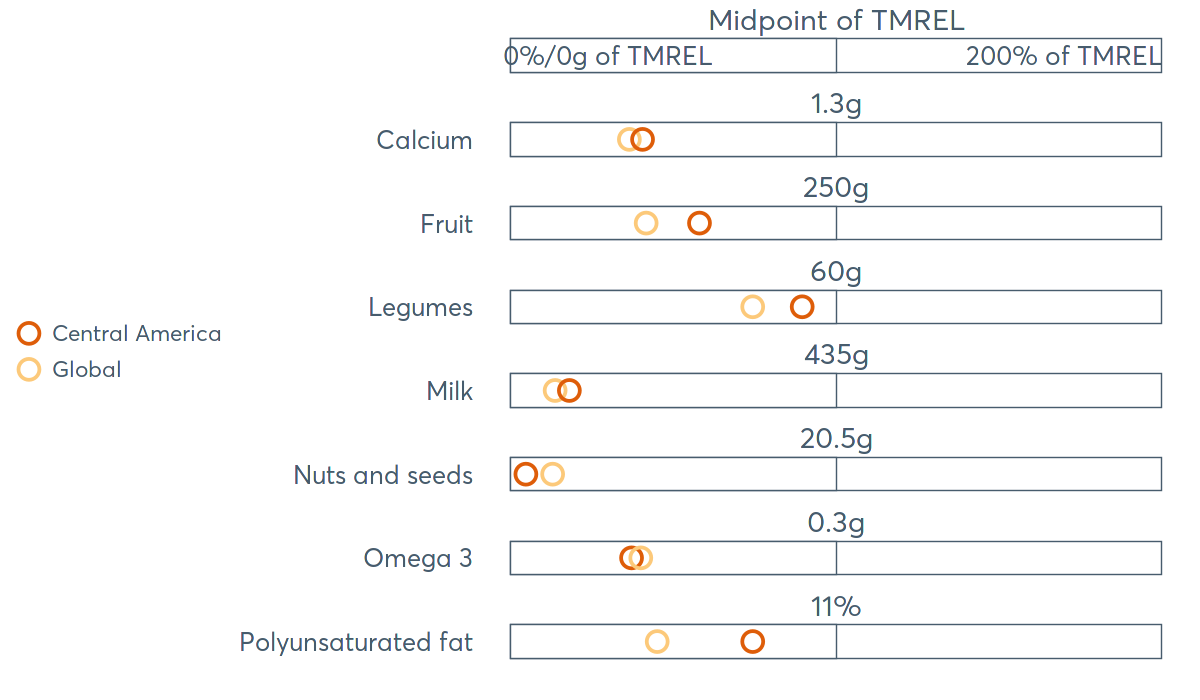 Midpoint of TMREL
0%/0g of TMREL 200% of TMREL
1.3g
Calcium
250g
Fruit
60g
Legumes
Central America
Global
435g
Milk
20.5g
Nuts and seeds
0.3g
Omega 3
11%
Polyunsaturated fat